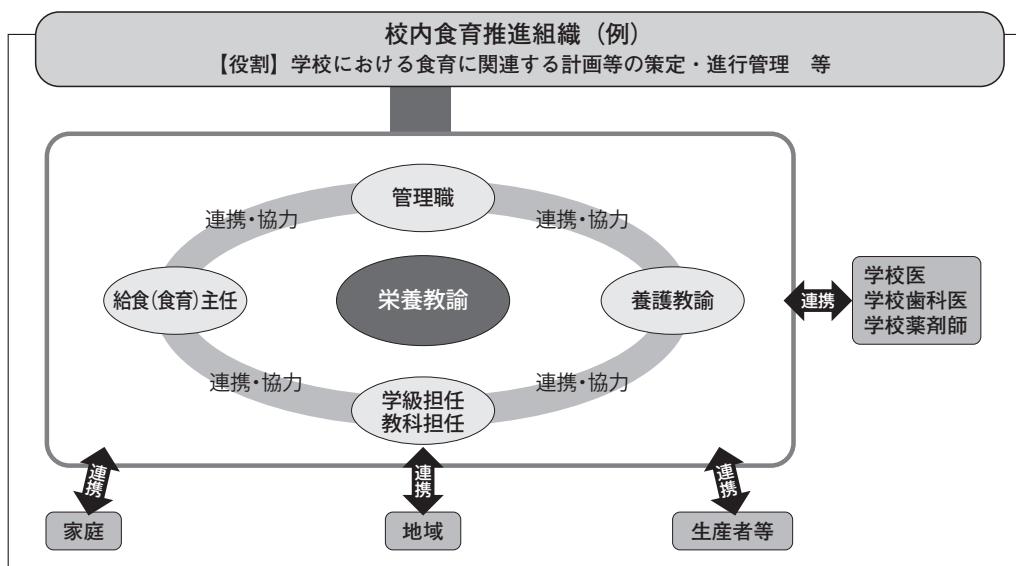 校内食育推進組織（例）
【役割】学校における食育に関連する計画等の策定・進行管理　等
管理職
連携・協力
連携・協力
給食（食育）主任
栄養教諭
養護教諭
連携
学校医
学校歯科医
学校薬剤師
連携・協力
連携・協力
学級担任
教科担任
連携
連携
連携
家庭
地域
生産者等